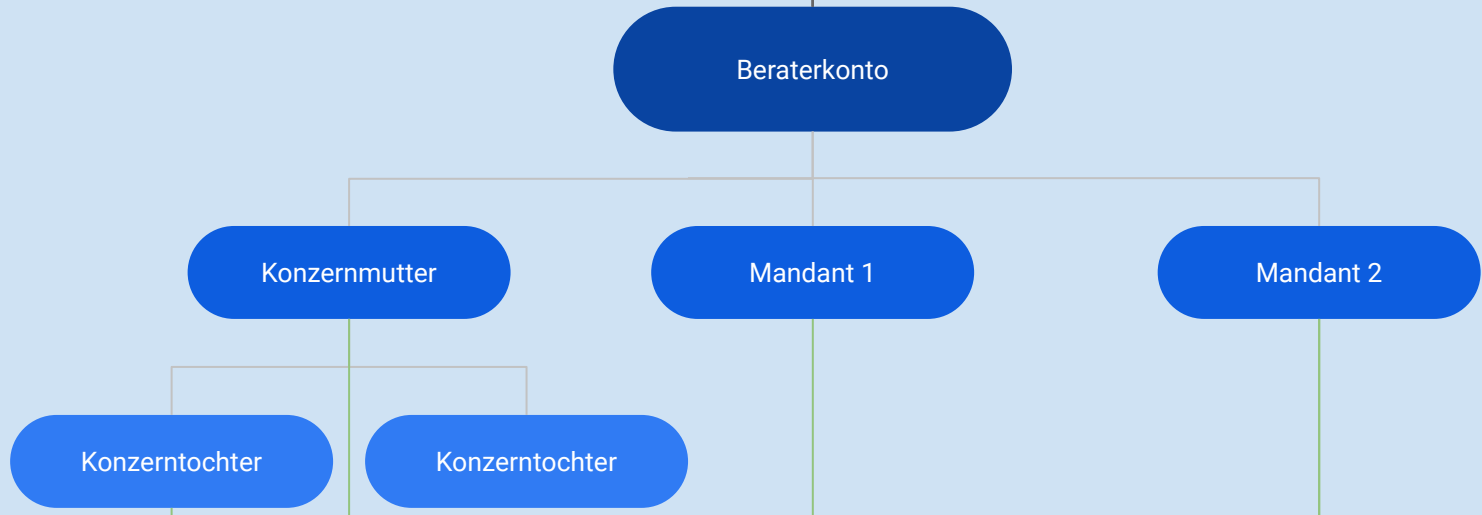 Beraterkonto
Konzernmutter
Mandant 1
Mandant 2
Konzerntochter
Konzerntochter